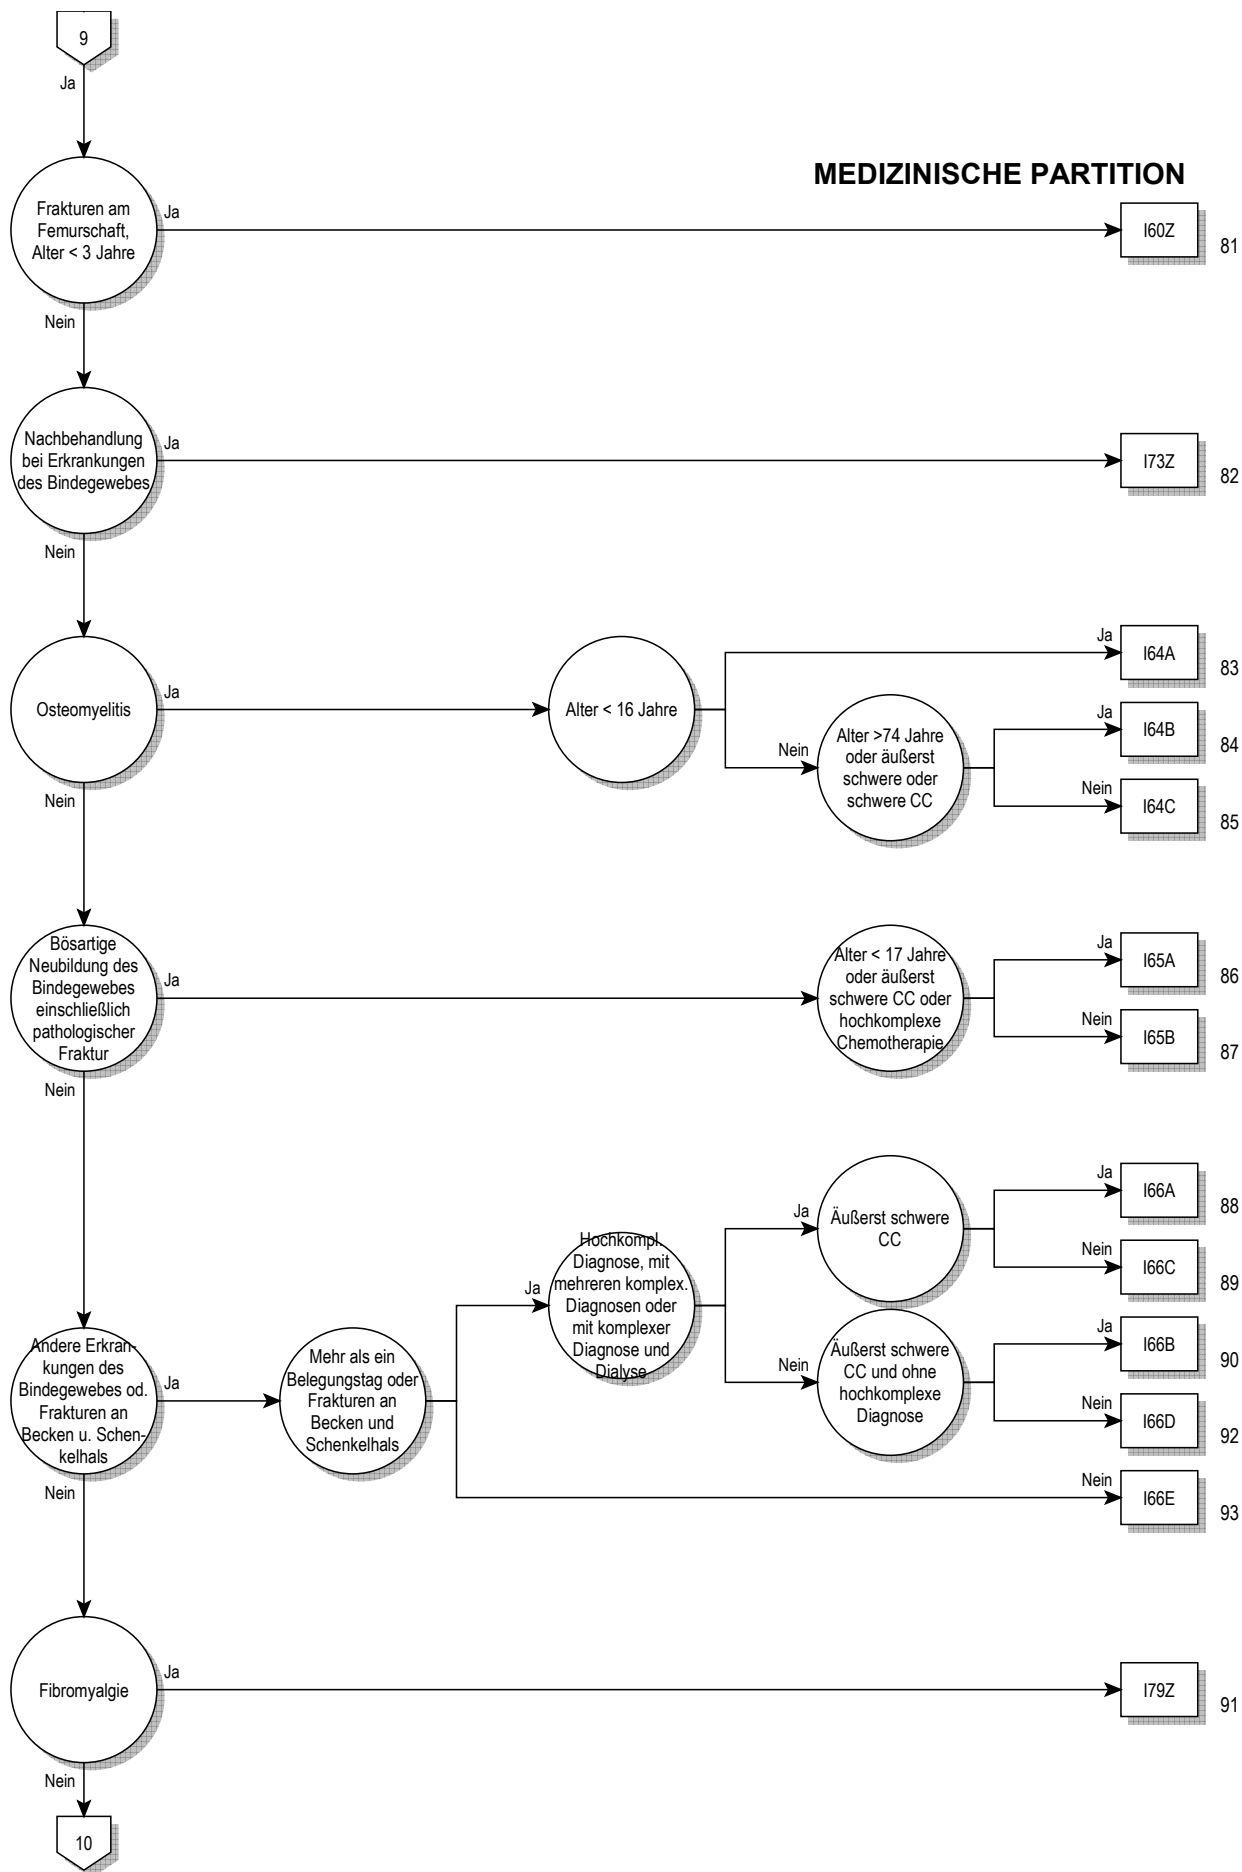 9
Ja
MEDIZINISCHE PARTITION
Frakturen am
Femurschaft,
Alter < 3 Jahre
Ja
I60Z
81
Nein
Nachbehandlung
bei Erkrankungen
des Bindegewebes
Ja
I73Z
82
Nein
Osteomyelitis
Ja
Alter < 16 Jahre
Ja
I64A
83
Nein
Alter >74 Jahre
oder äußerst
schwere oder
schwere CC
Ja
I64B
84
Nein
I64C
85
Nein
Bösartige
Neubildung des
Bindegewebes
einschließlich
pathologischer
Fraktur
Ja
Alter < 17 Jahre
oder äußerst
schwere CC oder
hochkomplexe
Chemotherapie
Ja
I65A
86
Nein
I65B
87
Nein
Andere Erkran-
kungen des
Bindegewebes od.
Frakturen an
Becken u. Schen-
kelhals
Ja
Mehr als ein
Belegungstag oder
Frakturen an
Becken und
Schenkelhals
Ja
Hochkompl.
Diagnose, mit
mehreren komplex.
Diagnosen oder
mit komplexer
Diagnose und
Dialyse
Ja
Äußerst schwere
CC
Ja
I66A
88
Nein
I66C
89
Nein
Äußerst schwere
CC und ohne
hochkomplexe
Diagnose
Ja
I66B
90
Nein
I66D
92
Nein
I66E
93
Nein
Fibromyalgie
Ja
I79Z
91
Nein
10